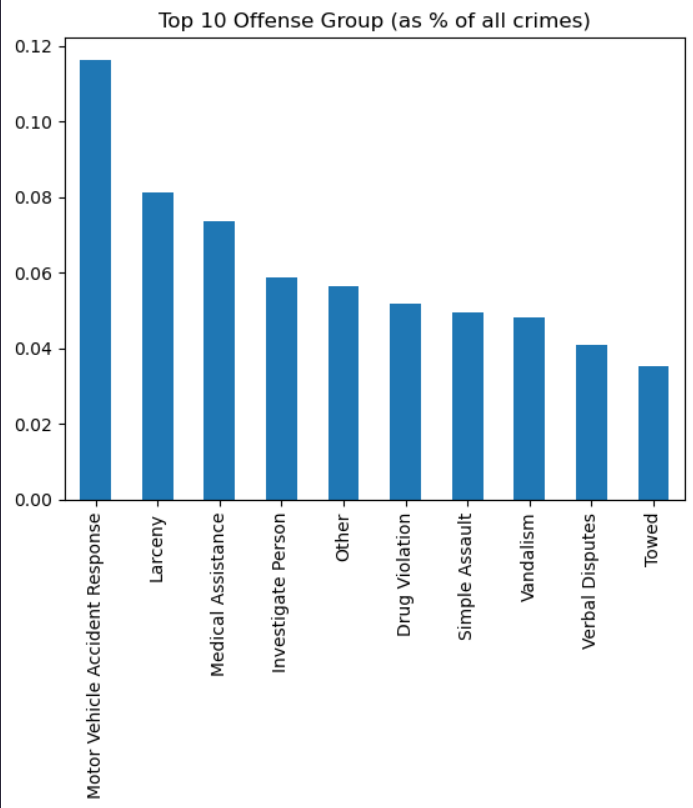 Top 10 Offense Group (as % of all crimes)
0.12
0.10
0.08
0.06
0.04
0.02
0.00
Motor Vehicle Accident Response
Larceny
Medical Assistance
Investigate Person
Other
Drug Violation
Simple Assault
Vandalism
Verbal Disputes
Towed